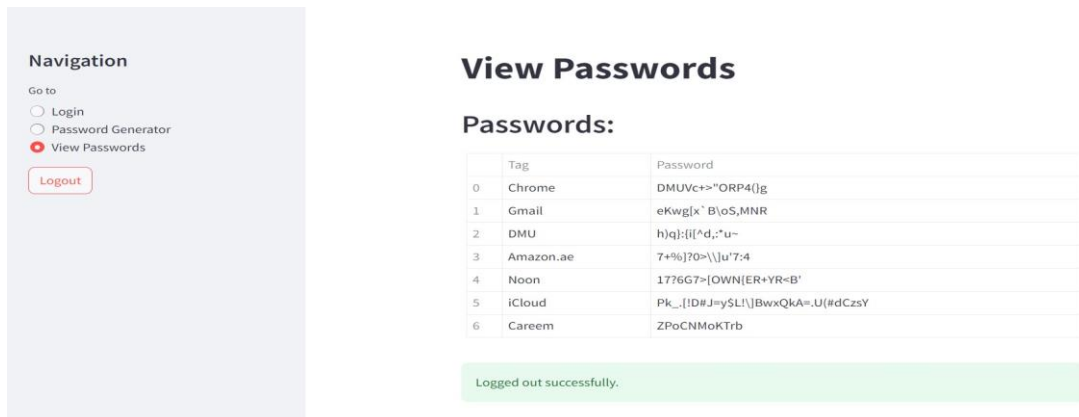 Navigation
Go to
Login
Password Generator
View Passwords
Logout
View Passwords
Passwords:
Tag Password
0 Chrome DMUVc+>"ORP4(}g
1 Gmail eKwg[x`B\oS,MNR
2 DMU h)q}:{i[^d,:*u~
3 Amazon.ae 7+%]?0>\\]u'7:4
4 Noon 17?6G7>[OWN{ER+YR<B'
5 iCloud Pk_.[!D#J=y$L!\]BwxQkA=.U(#dCzsY
6 Careem ZPoCNMoKTrb
Logged out successfully.